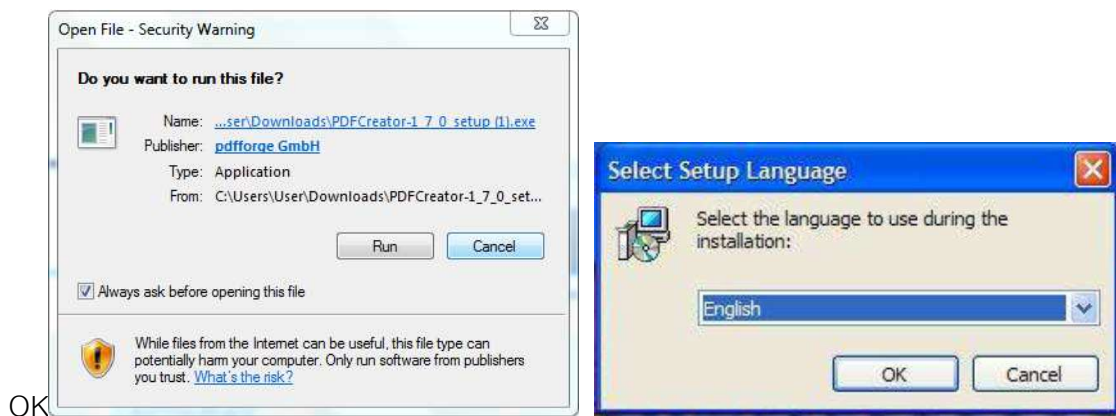 Open File - Security Warning
Do you want to run this file?
Name: ...ser\Downloads\PDFCreator-1_7_0_setup (1).exe
Publisher: pdfforge GmbH
Type: Application
From: C:\Users\User\Downloads\PDFCreator-1_7_0_set...
Run Cancel
Always ask before opening this file
While files from the Internet can be useful, this file type can
potentially harm your computer. Only run software from publishers
you trust. What's the risk?
OK
Select Setup Language
Select the language to use during the
installation:
English
OK Cancel